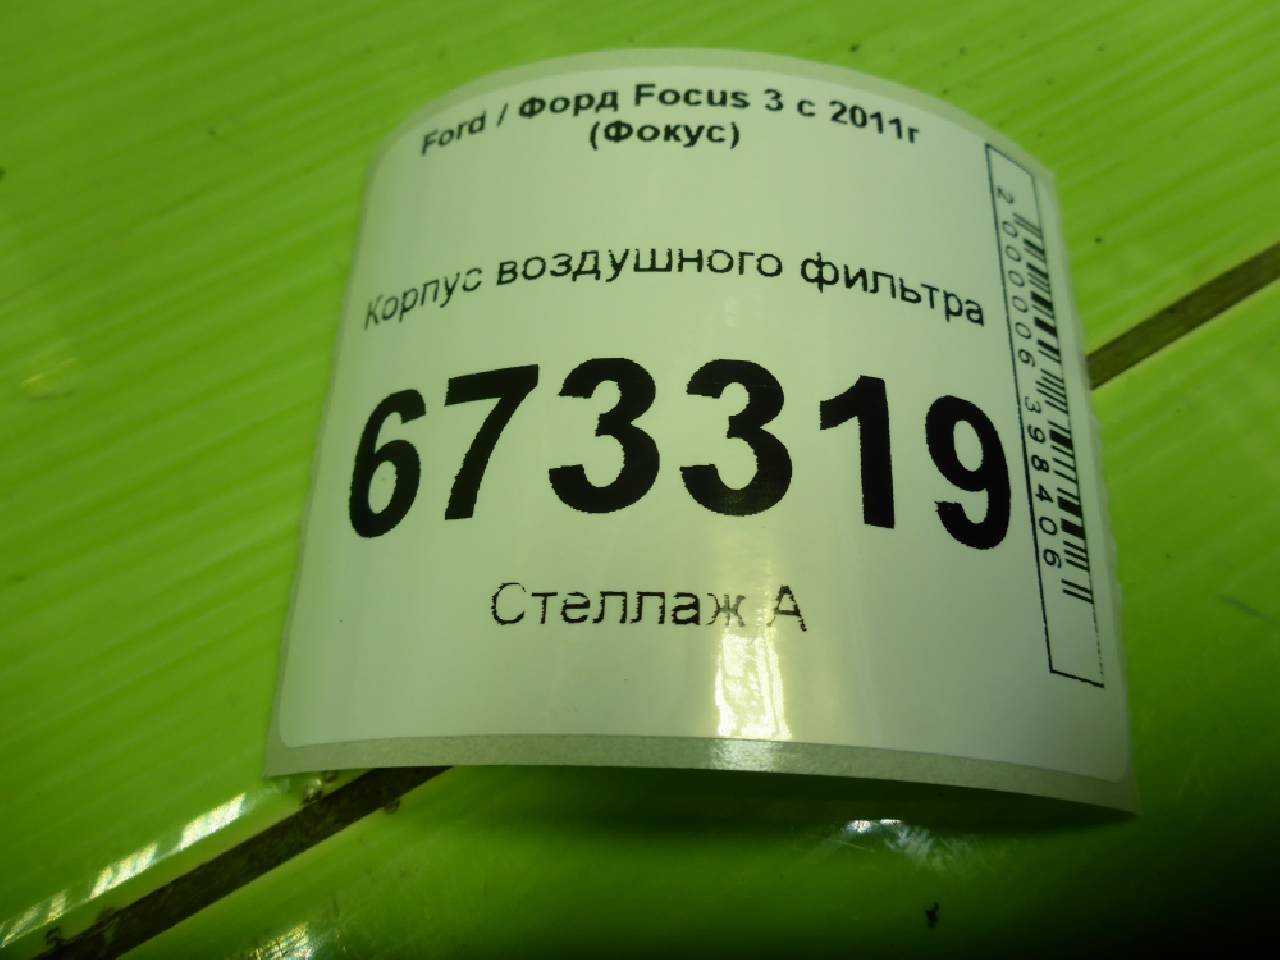 Ford / Форд Focus 3 с 2011г
(Фокус)
Корпус воздушного фильтра
673319
Стеллаж А
2000006398406